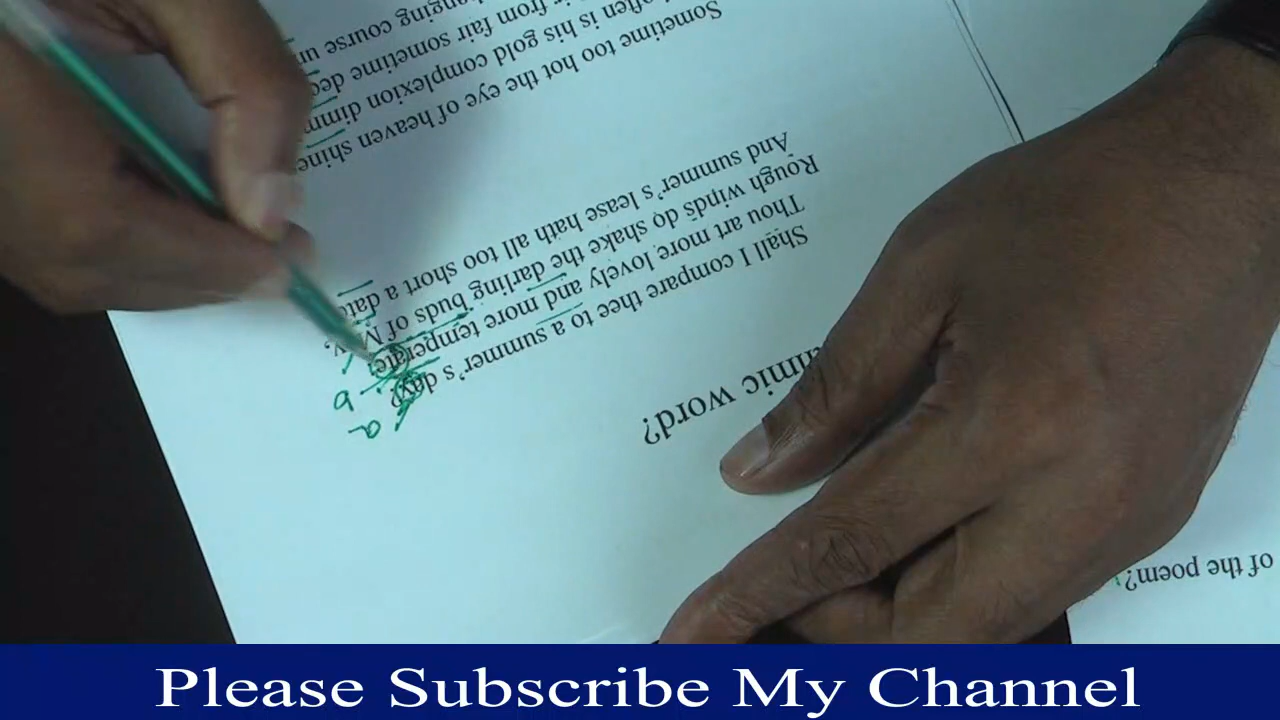 of the poem?
mic word?
Shall I compare thee to a summer's day?
Thou art more lovely and more temperate:
Rough winds do shake the darling buds of May,
And summer's lease hath all too short a date
Sometime too hot the eye of heaven shine
often is his gold complexion dimm
from fair sometime dec
course un
a
b
Please Subscribe My Channel